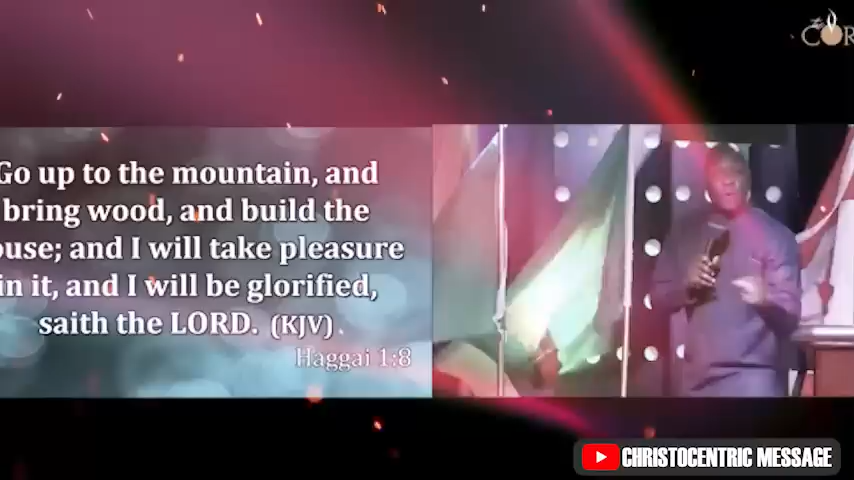 Go up to the mountain, and
bring wood, and build the
ouse; and I will take pleasure
in it, and I will be glorified,
saith the LORD. (KJV)
Haggai 1:8
COR
CHRISTOCENTRIC MESSAGE